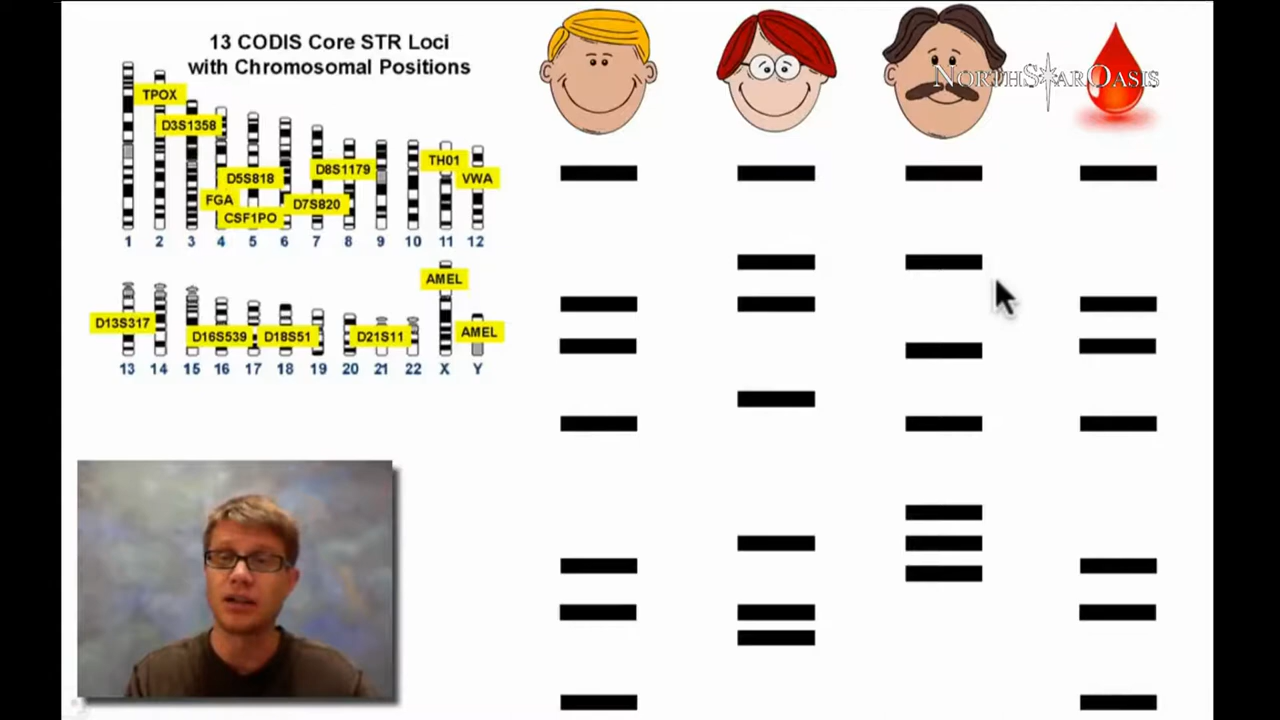 13 CODIS Core STR Loci
with Chromosomal Positions
TPOX
D3S1358
D5S818
FGA
CSF1PO
D8S1179
D7S820
TH01
VWA
1 2 3 4 5 6 7 8 9 10 11 12
AMEL
D13S317
D16S539
D18S51
D21S11
AMEL
13 14 15 16 17 18 19 20 21 22 X Y
NORTHSTAROASIS